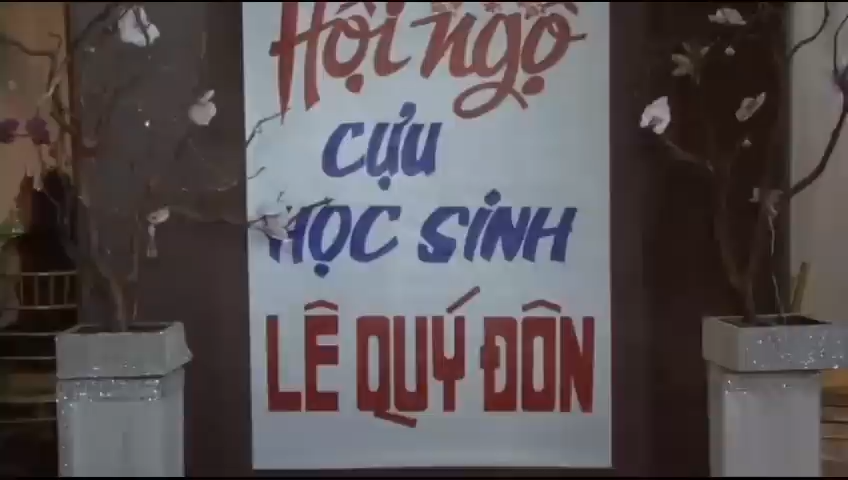 Hội ngộ
CỰU
HỌC SINH
LÊ QUÝ ĐÔN